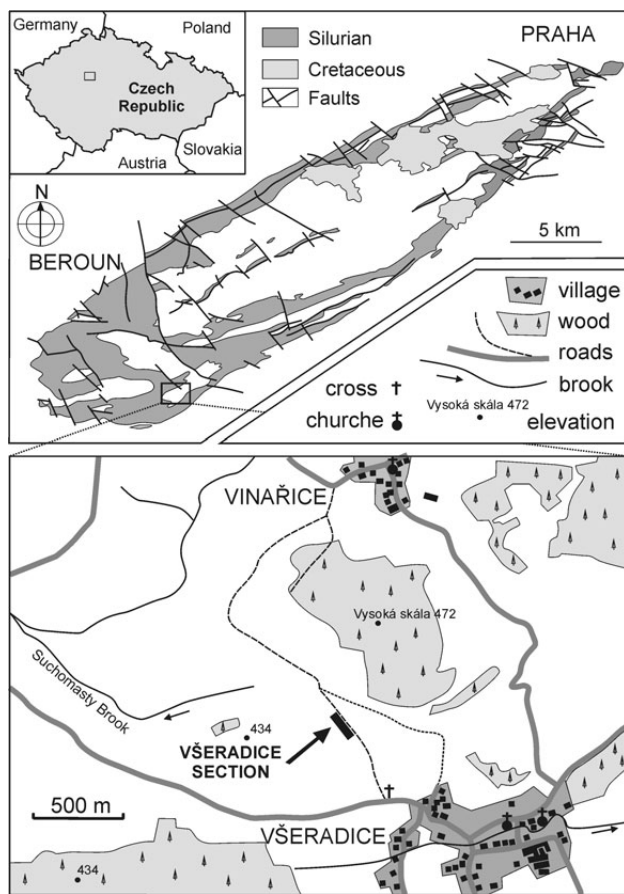 Germany
Poland
Czech
Republic
Slovakia
Austria
Silurian
Cretaceous
Faults
PRAHA
N
BEROUN
5 km
village
wood
roads
brook
cross
churche
Vysoká skála 472
elevation
VINAŘICE
Vysoká skála 472
Suchomasty Brook
434
VŠERADICE
SECTION
500 m
VŠERADICE
434